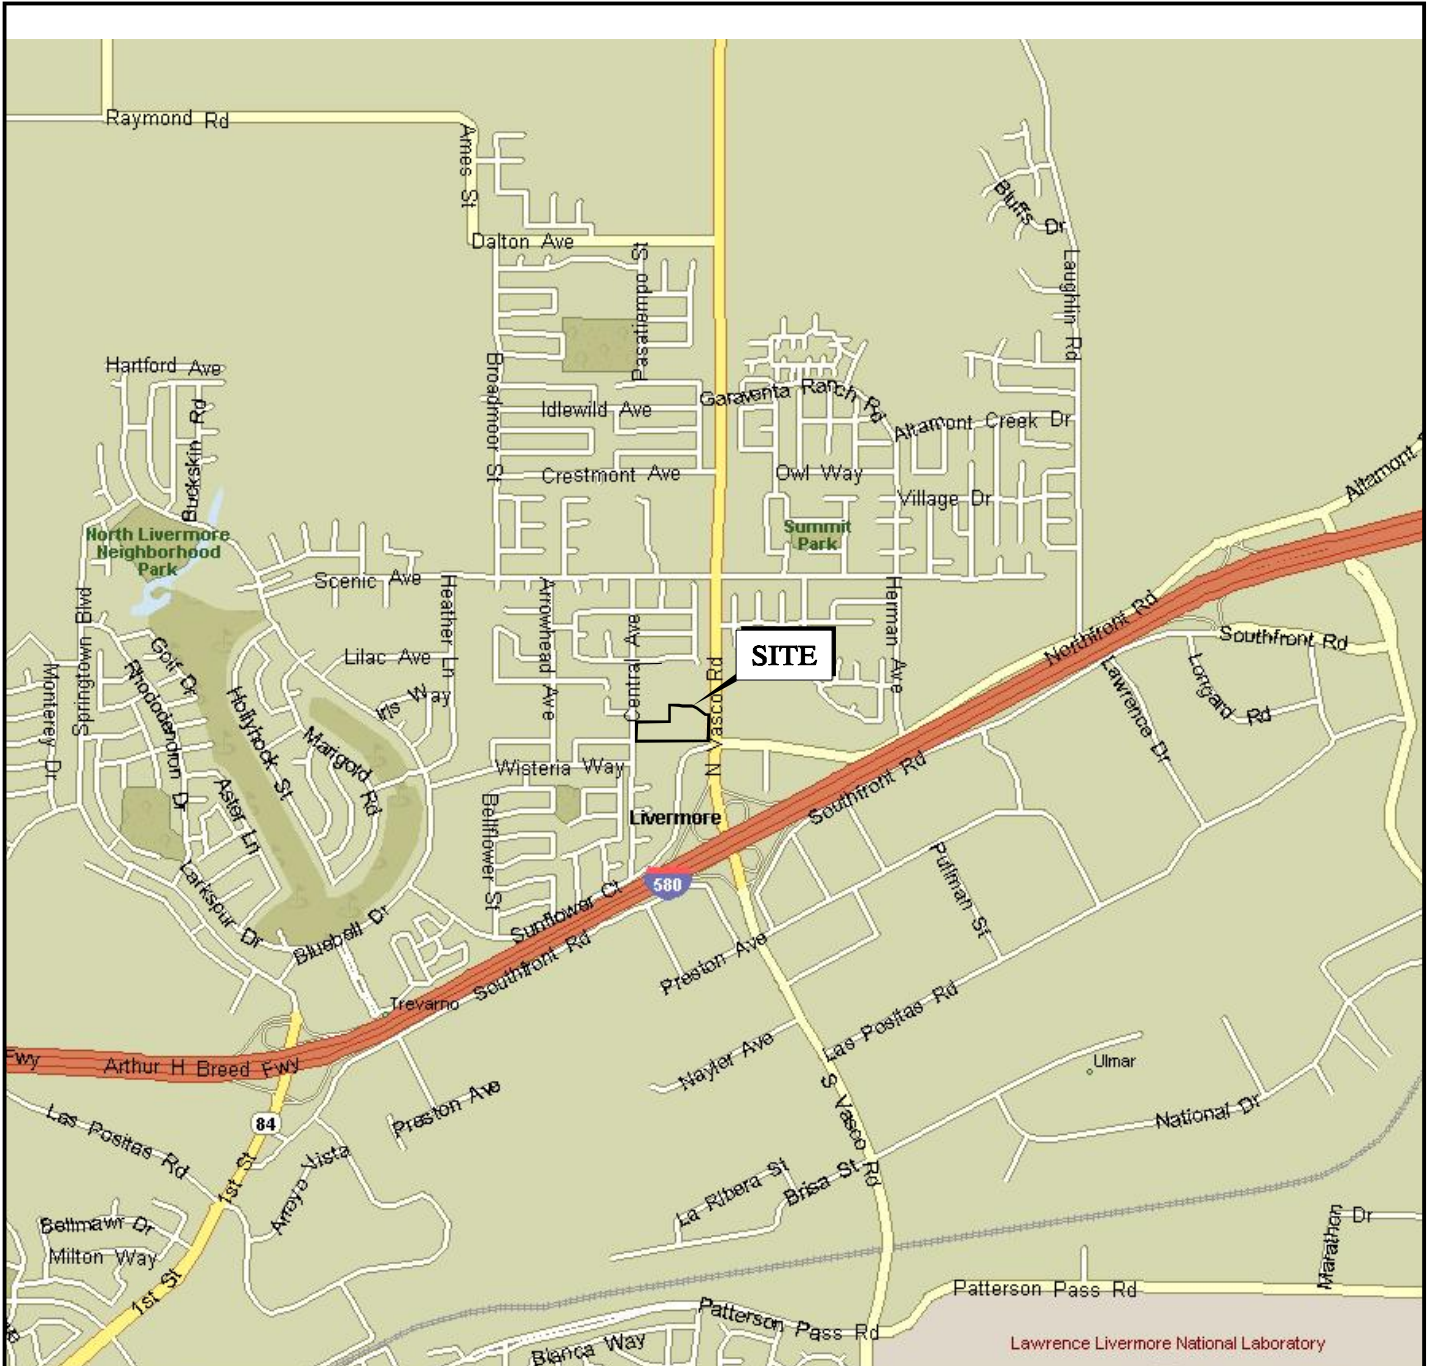 Raymond Rd
Ames St
Dalton Ave
Pasatiempo St
Bluffs Dr
Laughlin Rd
Hartford Ave
Buckskin Rd
Broadmoor St
Idlewild Ave
Garaventa Ranch Rd
Altamont Creek Dr
Crestmont Ave
Owl Way
Village Dr
Altamont
North Livermore
Neighborhood
Park
Summit
Park
Scenic Ave
Heather Ln
Arrowhead Ave
Central Ave
Herman Ave
Northfront Rd
Southfront Rd
Springtown Blvd
Monterey Dr
Golf Dr
Rhododendron Dr
Hollyhock St
Lilac Ave
Iris Way
Marigold Rd
SITE
N Vasco Rd
Lawrence Dr
Longard Rd
Aster Ln
Wisteria Way
Bellflower St
Livermore
Southfront Rd
580
Larkspur Dr
Bluebell Dr
Sunflower Ct
Southfront Rd
Pullman St
Preston Ave
Trevarno
Las Positas Rd
Fwy
Arthur H Breed Fwy
Nayler Ave
Ulmar
84
Las Positas Rd
Preston Ave
S Vasco Rd
National Dr
1st St
Arroyo Vista
La Ribera St
Brisa St
Bellmawr Dr
Milton Way
Marathon Dr
1st St
Patterson Pass Rd
Patterson Pass Rd
Blanca Way
Lawrence Livermore National Laboratory